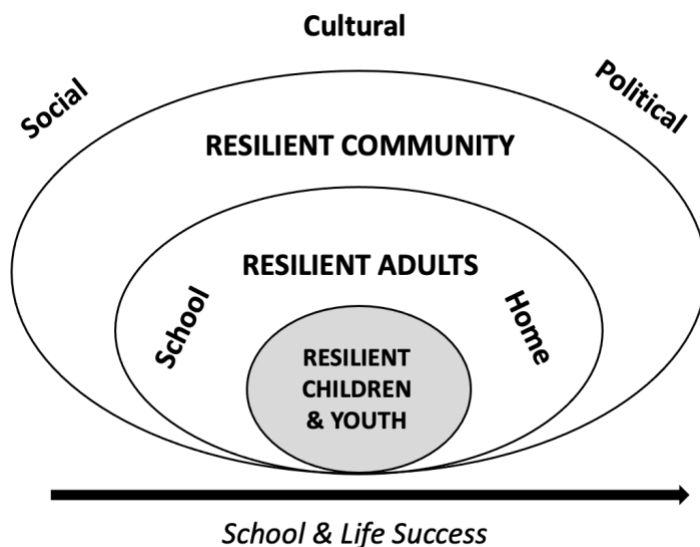 Cultural
Social
Political
RESILIENT COMMUNITY
RESILIENT ADULTS
School
Home
RESILIENT
CHILDREN
& YOUTH
School & Life Success